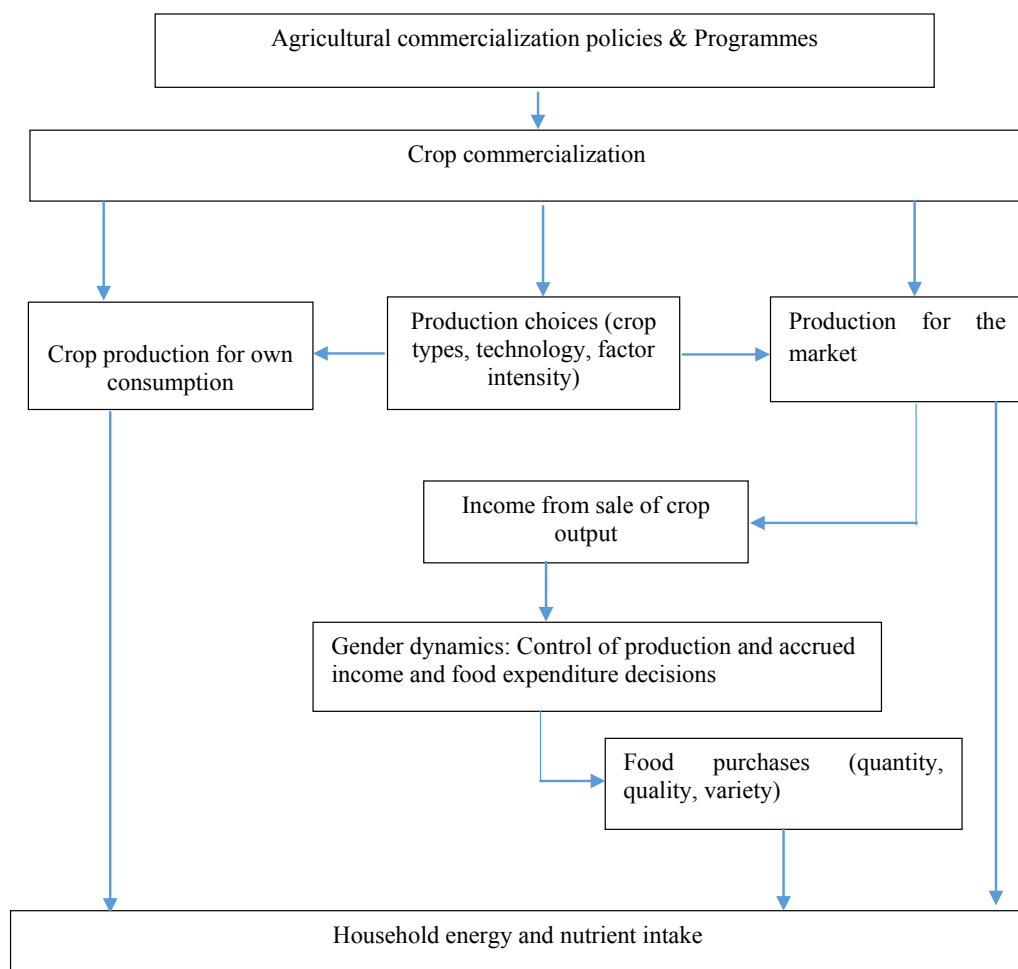 Agricultural commercialization policies & Programmes
Crop commercialization
Crop production for own
consumption
Production choices (crop
types, technology, factor
intensity)
Production for the
market
Income from sale of crop
output
Gender dynamics: Control of production and accrued
income and food expenditure decisions
Food purchases (quantity,
quality, variety)
Household energy and nutrient intake